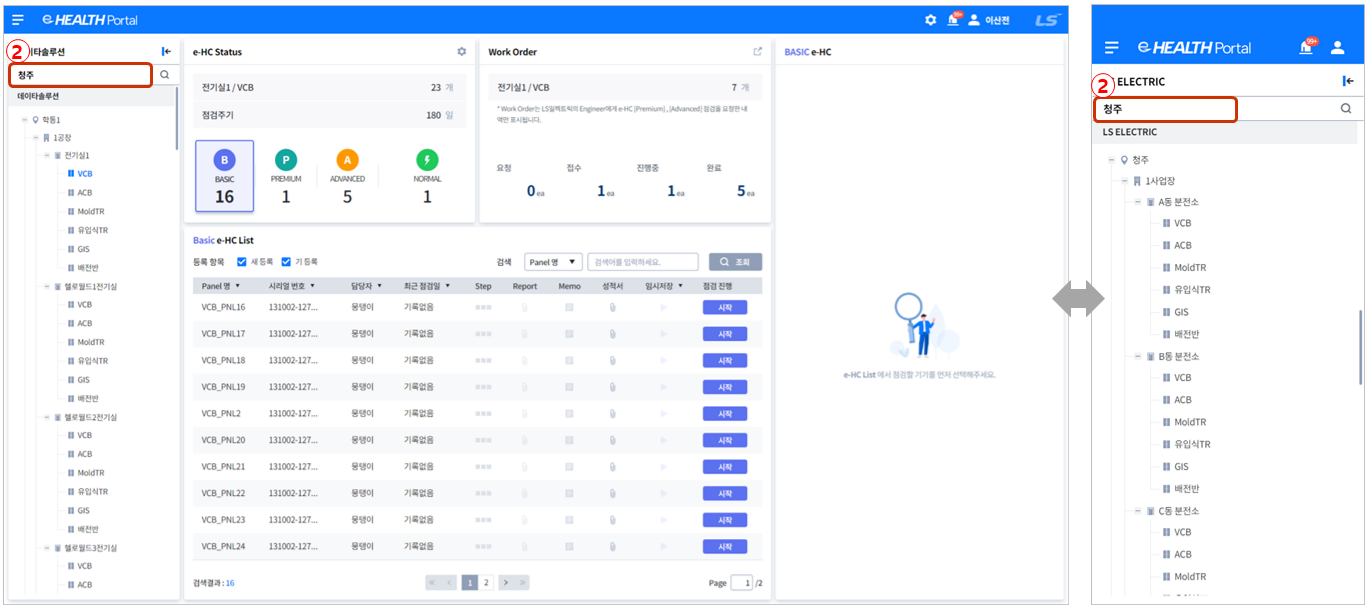 e-HEALTH Portal
99+
이산전
LS
②
이타솔루션
청주
데이타솔루션
학동1
1공장
전기실1
VCB
ACB
MoldTR
유입식TR
GIS
배전반
헬로월드1전기실
VCB
ACB
MoldTR
유입식TR
GIS
배전반
헬로월드2전기실
VCB
ACB
MoldTR
유입식TR
GIS
배전반
헬로월드3전기실
VCB
ACB
e-HC Status
전기실1 / VCB 23 개
점검주기 180 일
B P A
BASIC PREMIUM ADVANCED NORMAL
16 1 5 1
Work Order
전기실1 / VCB 7 개
* Work Order는 LS일렉트릭의 Engineer에게 e-HC [Premium] , [Advanced] 점검을 요청한 내
역만 표시됩니다.
요청 접수 진행중 완료
0 ea 1 ea 1 ea 5 ea
Basic e-HC List
등록 항목 새 등록 기 등록 검색 Panel 명 ▼ 검색어를 입력하세요. 조회
Panel 명 ▼ 시리얼 번호 ▼ 담당자 ▼ 최근 점검일 ▼ Step Report Memo 성적서 임시저장 ▼ 점검 진행
VCB_PNL16 131002-127... 몽댕이 기록없음 시작
VCB_PNL17 131002-127... 몽댕이 기록없음 시작
VCB_PNL18 131002-127... 몽댕이 기록없음 시작
VCB_PNL19 131002-127... 몽댕이 기록없음 시작
VCB_PNL2 131002-127... 몽댕이 기록없음 시작
VCB_PNL20 131002-127... 몽댕이 기록없음 시작
VCB_PNL21 131002-127... 몽댕이 기록없음 시작
VCB_PNL22 131002-127... 몽댕이 기록없음 시작
VCB_PNL23 131002-127... 몽댕이 기록없음 시작
VCB_PNL24 131002-127... 몽댕이 기록없음 시작
검색결과 : 16 « ‹ 1 2 › » Page 1 /2
BASIC e-HC
e-HC List 에서 점검할 기기를 먼저 선택해주세요.
e-HEALTH Portal
99+
②
ELECTRIC
청주
LS ELECTRIC
청주
1사업장
A동 분전소
VCB
ACB
MoldTR
유입식TR
GIS
배전반
B동 분전소
VCB
ACB
MoldTR
유입식TR
GIS
배전반
C동 분전소
VCB
ACB
MoldTR